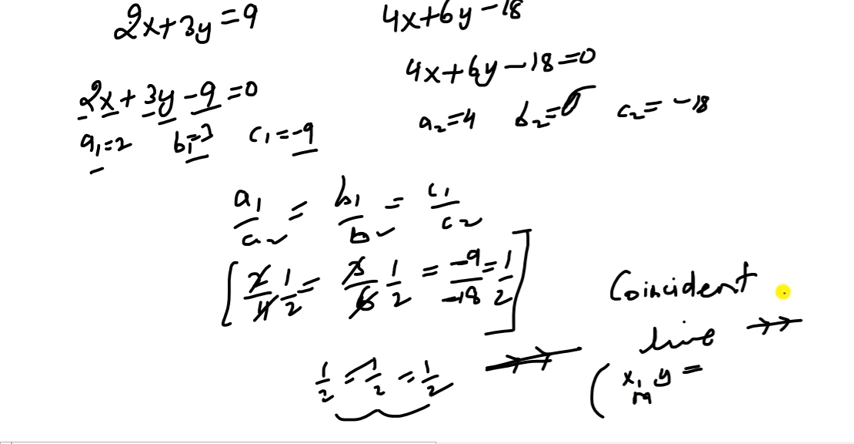 2x+3y=9
4x+6y-18
4x+6y-18=0
2x+3y-9=0
a₁=2 b₁=3 c₁=-9
a₂=4 b₂=6 c₂=-18
a₁/a₂ = b₁/b₂ = c₁/c₂
[2/4 1/2 = 3/6 1/2 = -9/-18 = 1/2]
Coincident
line
1/2 = 1/2 = 1/2
(x, y =